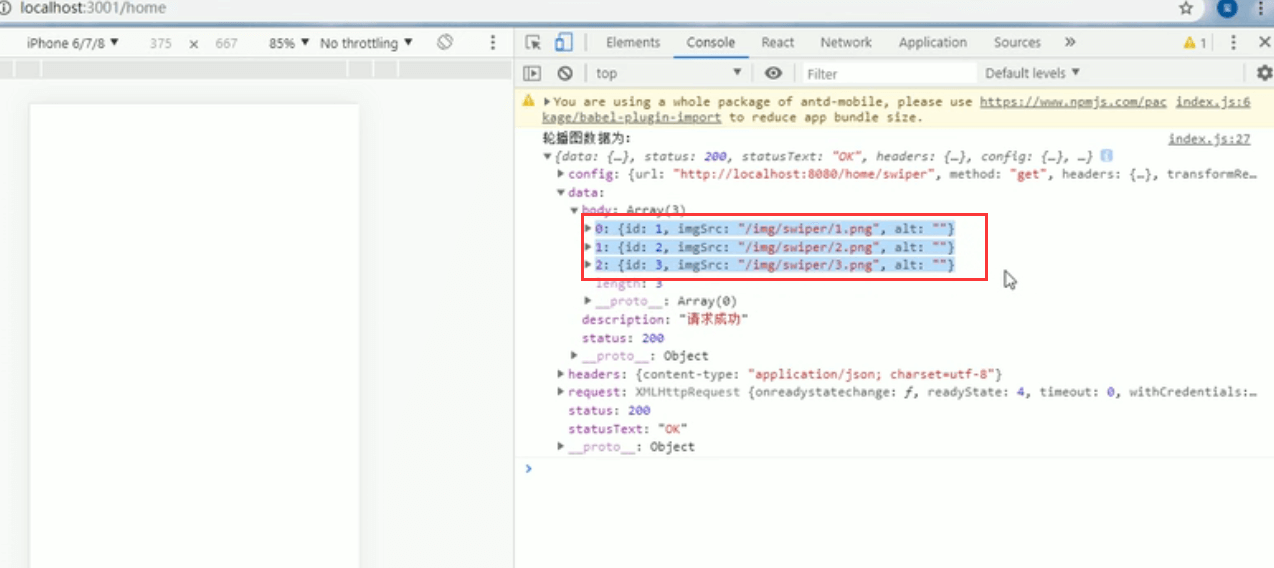 localhost:3001/home
iPhone 6/7/8 ▼ 375 × 667 85% ▼ No throttling ▼
Elements Console React Network Application Sources » 1
top ▼ Filter Default levels ▼
▶You are using a whole package of antd-mobile, please use https://www.npmjs.com/pac index.js:6
kage/babel-plugin-import to reduce app bundle size.
轮播图数据为: index.js:27
▼{data: {…}, status: 200, statusText: "OK", headers: {…}, config: {…}, …}
▶config: {url: "http://localhost:8080/home/swiper", method: "get", headers: {…}, transformRe…
▼data:
▼body: Array(3)
▶0: {id: 1, imgSrc: "/img/swiper/1.png", alt: ""}
▶1: {id: 2, imgSrc: "/img/swiper/2.png", alt: ""}
▶2: {id: 3, imgSrc: "/img/swiper/3.png", alt: ""}
length: 3
▶__proto__: Array(0)
description: "请求成功"
status: 200
▶__proto__: Object
▶headers: {content-type: "application/json; charset=utf-8"}
▶request: XMLHttpRequest {onreadystatechange: ƒ, readyState: 4, timeout: 0, withCredentials:…
status: 200
statusText: "OK"
▶__proto__: Object